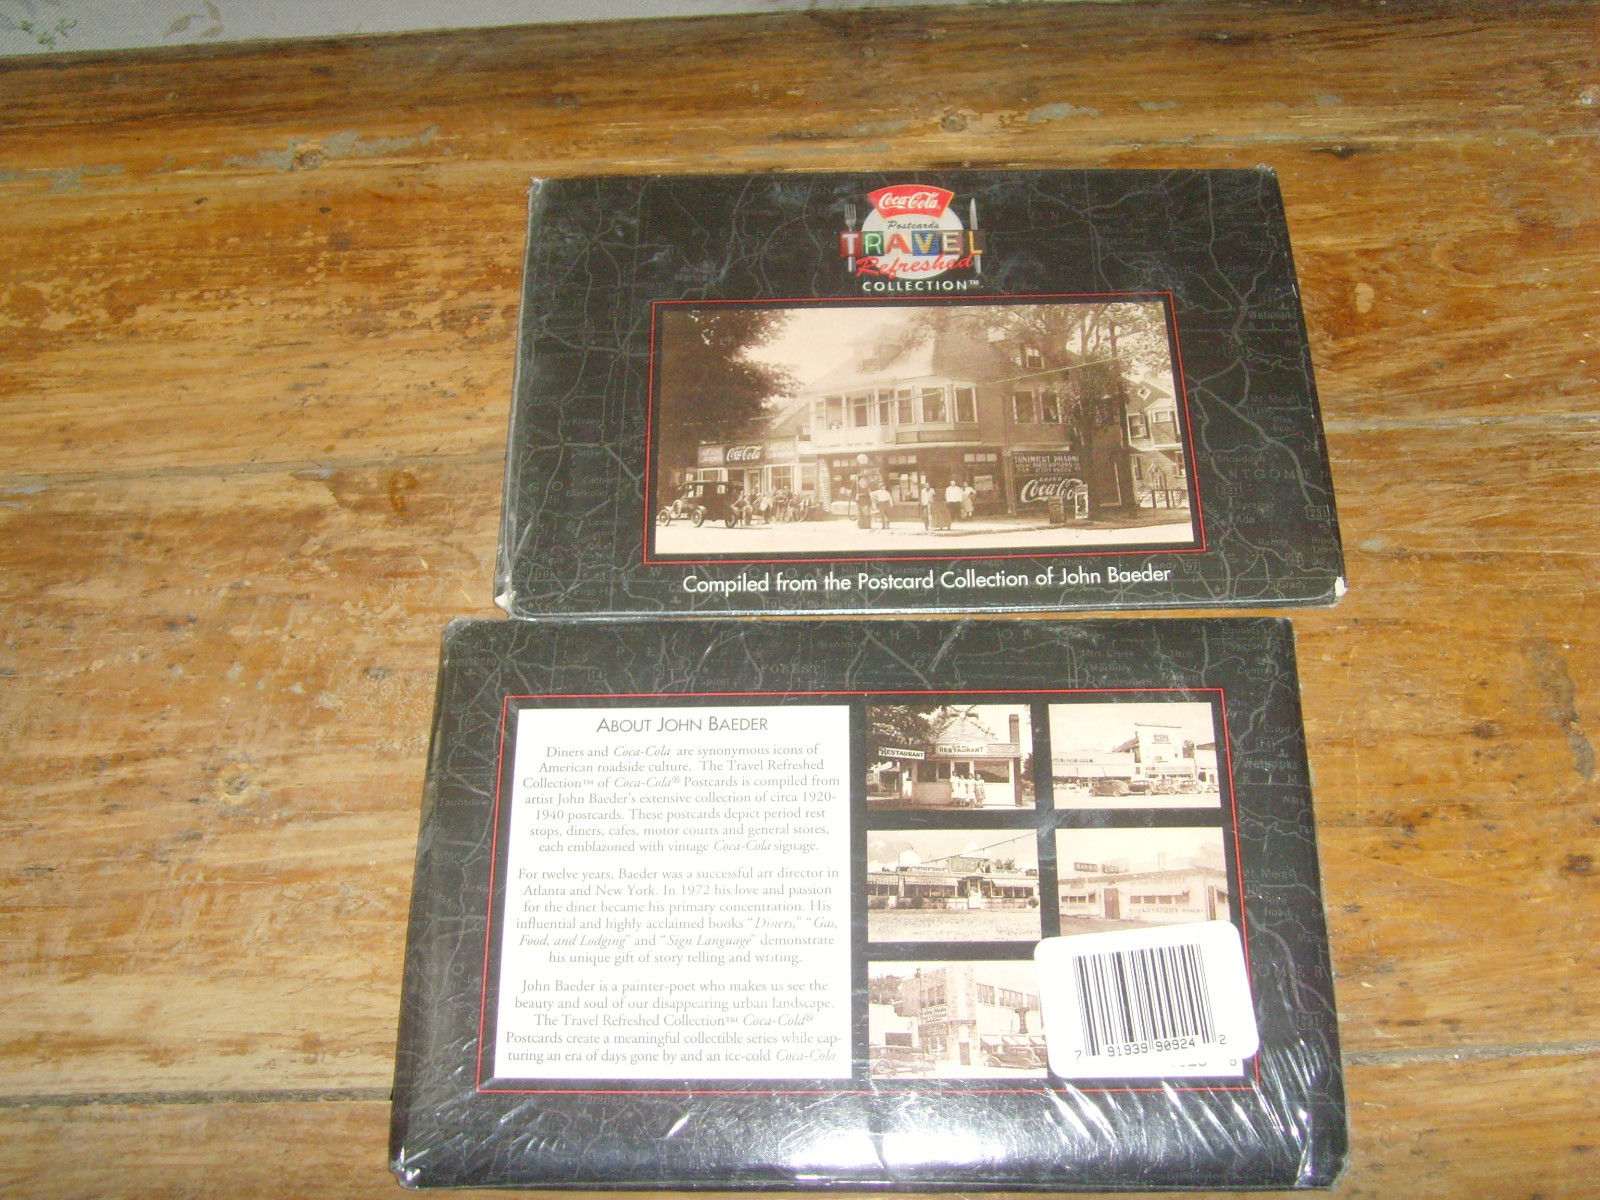 Coca-Cola
Postcards
TRAVEL
Refreshed
COLLECTION™
Coca-Cola
CONIMICUT PHARM
DRINK
Coca-Cola
Compiled from the Postcard Collection of John Baeder
ABOUT JOHN BAEDER
Diners and Coca-Cola are synonymous icons of
American roadside culture. The Travel Refreshed
Collection™ of Coca-Cola® Postcards is compiled from
artist John Baeder's extensive collection of circa 1920-
1940 postcards. These postcards depict period rest
stops, diners, cafes, motor courts and general stores,
each emblazoned with vintage Coca-Cola signage.
For twelve years, Baeder was a successful art director in
Atlanta and New York. In 1972 his love and passion
for the diner became his primary concentration. His
influential and highly acclaimed books "Diners," "Gas,
Food, and Lodging" and "Sign Language" demonstrate
his unique gift of story telling and writing.
John Baeder is a painter-poet who makes us see the
beauty and soul of our disappearing urban landscape.
The Travel Refreshed Collection™ Coca-Cola®
Postcards create a meaningful collectible series while cap-
turing an era of days gone by and an ice-cold Coca-Cola
RESTAURANT
RESTAURANT
7 91939 90924 2